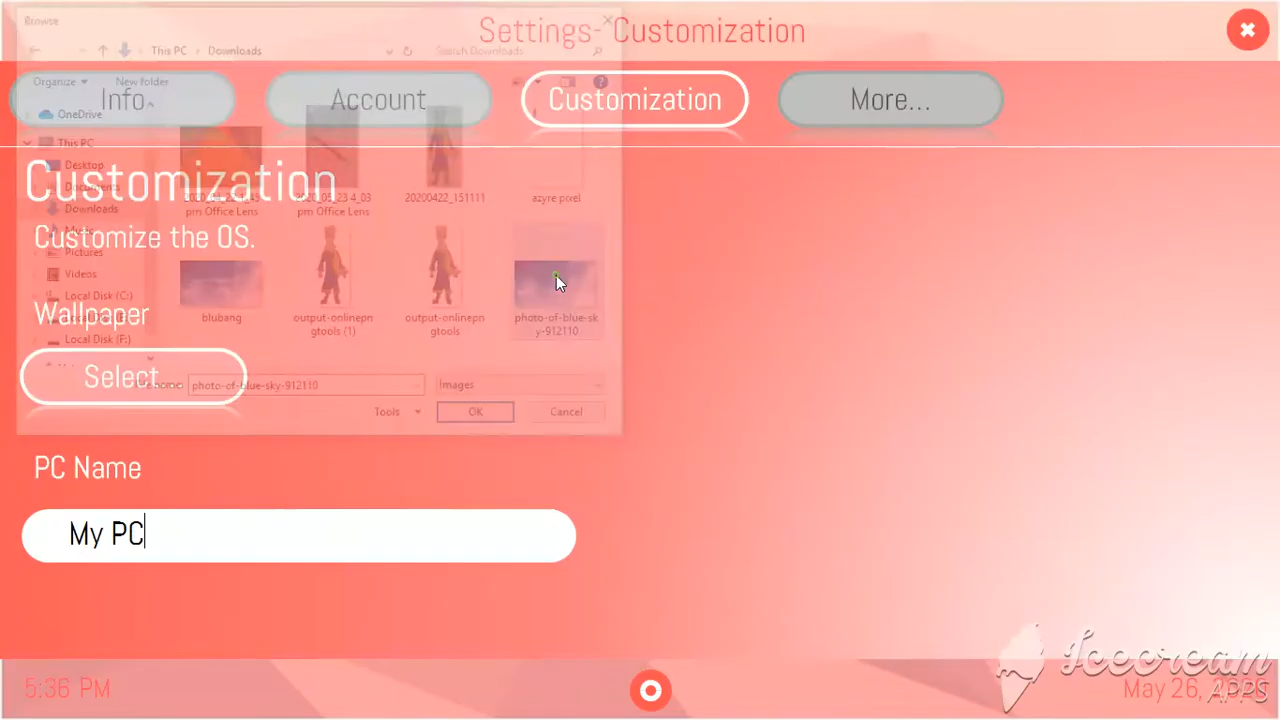 Browse
Settings- Customization
This PC
Downloads
Search Downloads
Organize
New folder
Info
Account
Customization
More...
OneDrive
This PC
Desktop
Documents
Downloads
Pictures
Videos
Local Disk (C:)
Local Disk (F:)
Customization
Customize the OS.
pm Office Lens
2020_05_23 4_03
pm Office Lens
20200422_151111
azyre pixel
blubang
output-onlinepn
gtools (1)
output-onlinepn
gtools
photo-of-blue-sk
y-912110
Wallpaper
Select
photo-of-blue-sky-912110
Images
Tools
OK
Cancel
PC Name
My PC
5:36 PM
May 26,
Icecream
APPS